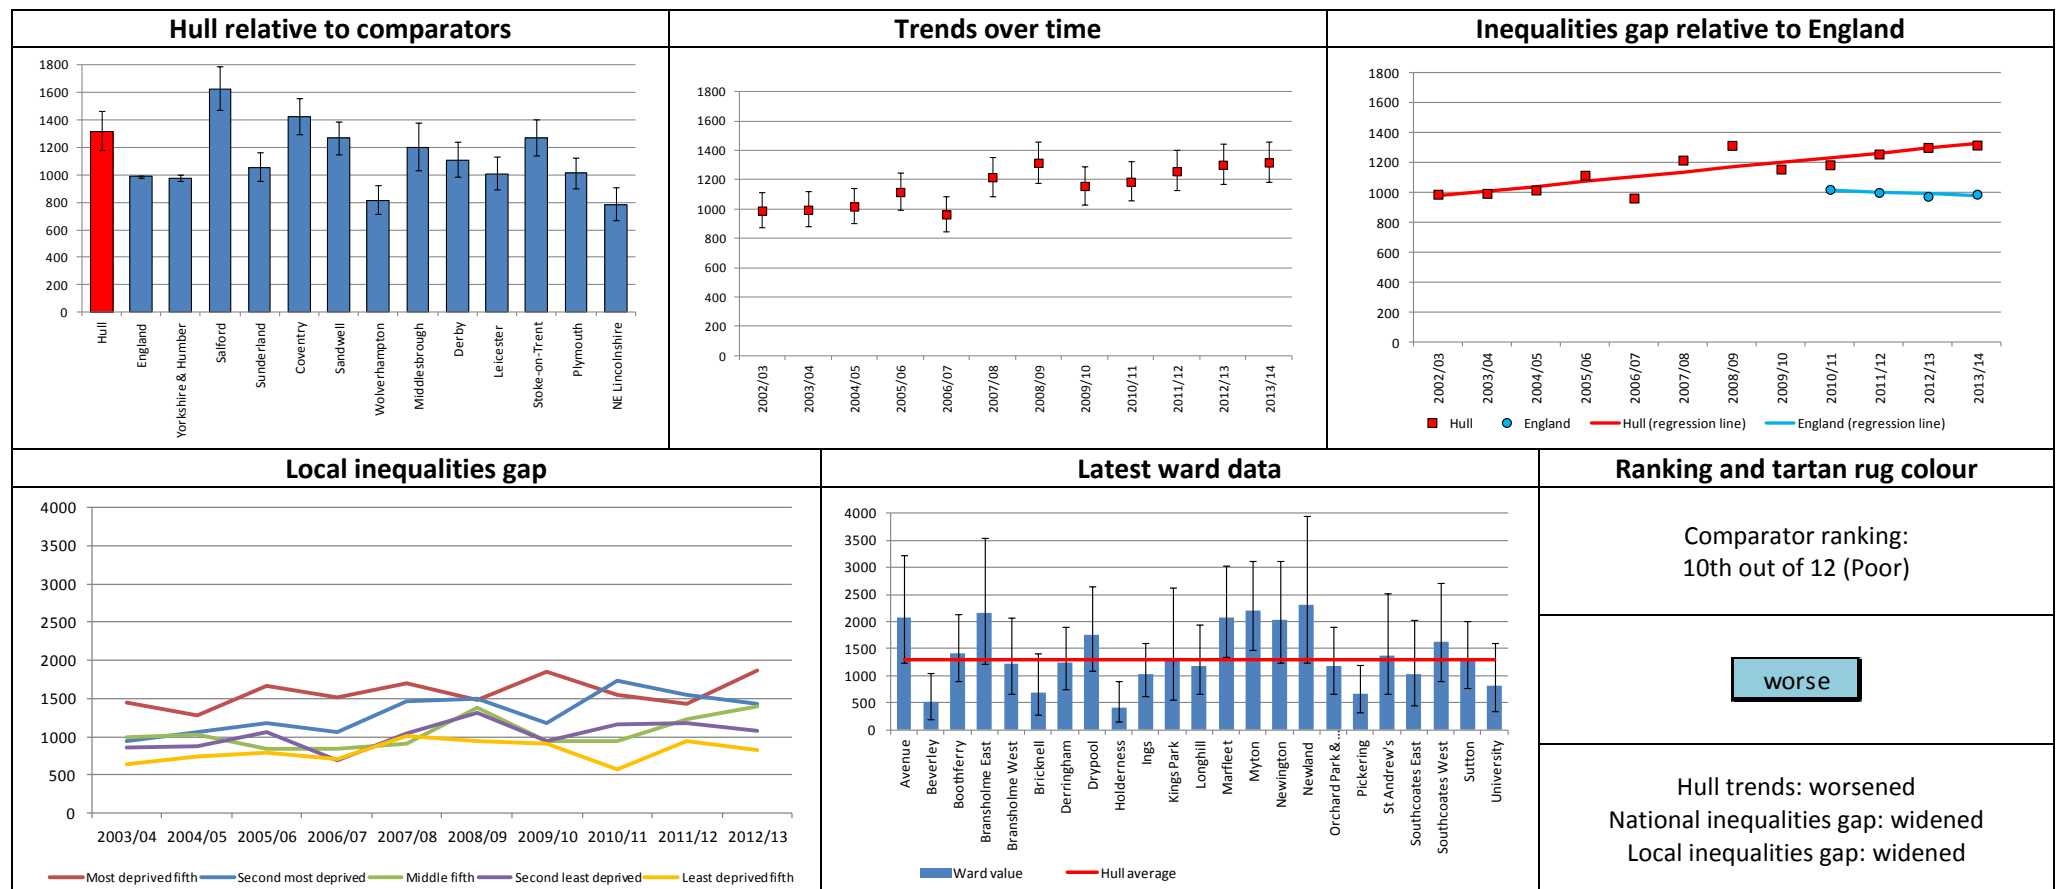 Hull relative to comparators
1800
1600
1400
1200
1000
800
600
400
200
0
Hull
England
Yorkshire & Humber
Salford
Sunderland
Coventry
Sandwell
Wolverhampton
Middlesbrough
Derby
Leicester
Stoke-on-Trent
Plymouth
NE Lincolnshire
Trends over time
1800
1600
1400
1200
1000
800
600
400
200
0
2002/03
2003/04
2004/05
2005/06
2006/07
2007/08
2008/09
2009/10
2010/11
2011/12
2012/13
2013/14
Inequalities gap relative to England
1800
1600
1400
1200
1000
800
600
400
200
0
2002/03
2003/04
2004/05
2005/06
2006/07
2007/08
2008/09
2009/10
2010/11
2011/12
2012/13
2013/14
Hull England Hull (regression line) England (regression line)
Local inequalities gap
4000
3500
3000
2500
2000
1500
1000
500
0
2003/04 2004/05 2005/06 2006/07 2007/08 2008/09 2009/10 2010/11 2011/12 2012/13
Most deprived fifth Second most deprived Middle fifth Second least deprived Least deprived fifth
Latest ward data
4000
3500
3000
2500
2000
1500
1000
500
0
Avenue
Beverley
Boothferry
Bransholme East
Bransholme West
Bricknell
Derringham
Drypool
Holderness
Ings
Kings Park
Longhill
Marfleet
Myton
Newington
Newland
Orchard Park & ...
Pickering
St Andrew's
Southcoates East
Southcoates West
Sutton
University
Ward value Hull average
Ranking and tartan rug colour
Comparator ranking:
10th out of 12 (Poor)
worse
Hull trends: worsened
National inequalities gap: widened
Local inequalities gap: widened